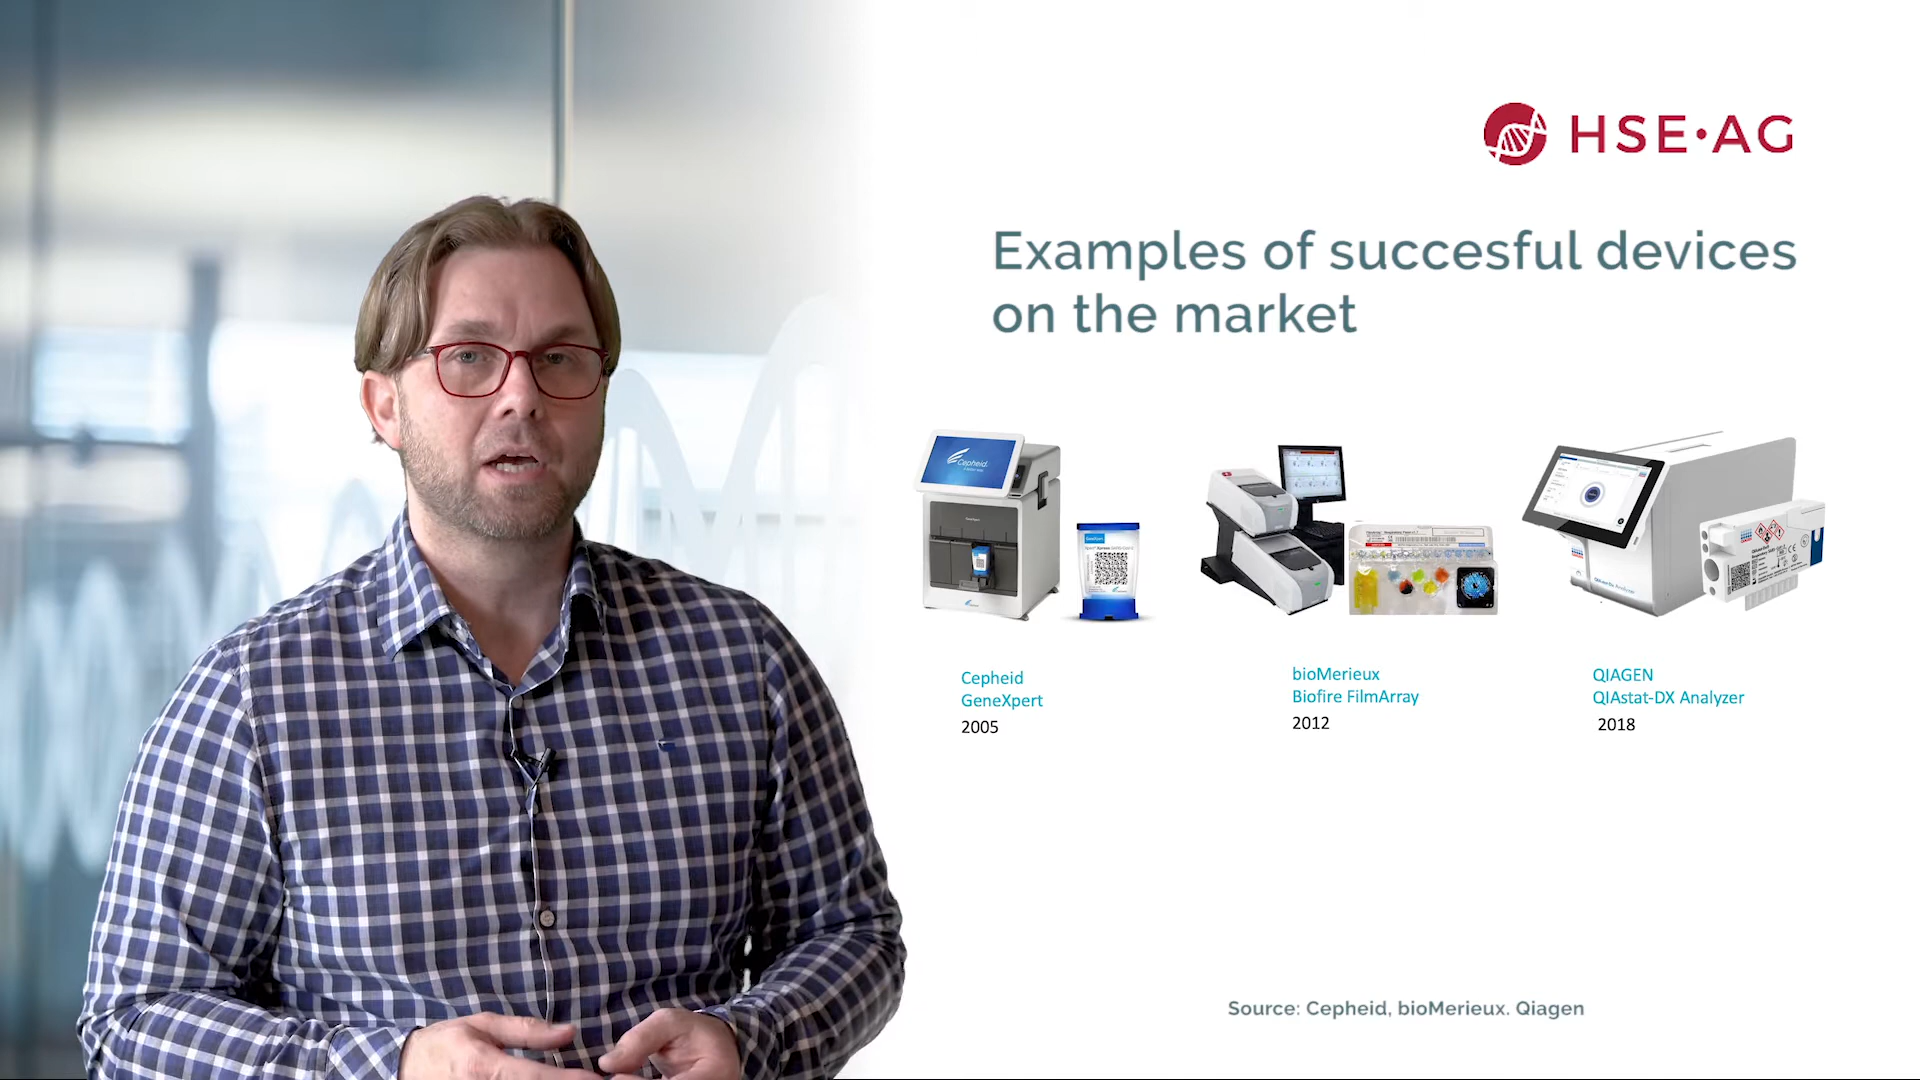 HSE•AG
Examples of succesful devices
on the market
Cepheid.
Cepheid
GeneXpert
2005
bioMerieux
Biofire FilmArray
2012
QIAGEN
QIAstat-DX Analyzer
2018
Source: Cepheid, bioMerieux. Qiagen